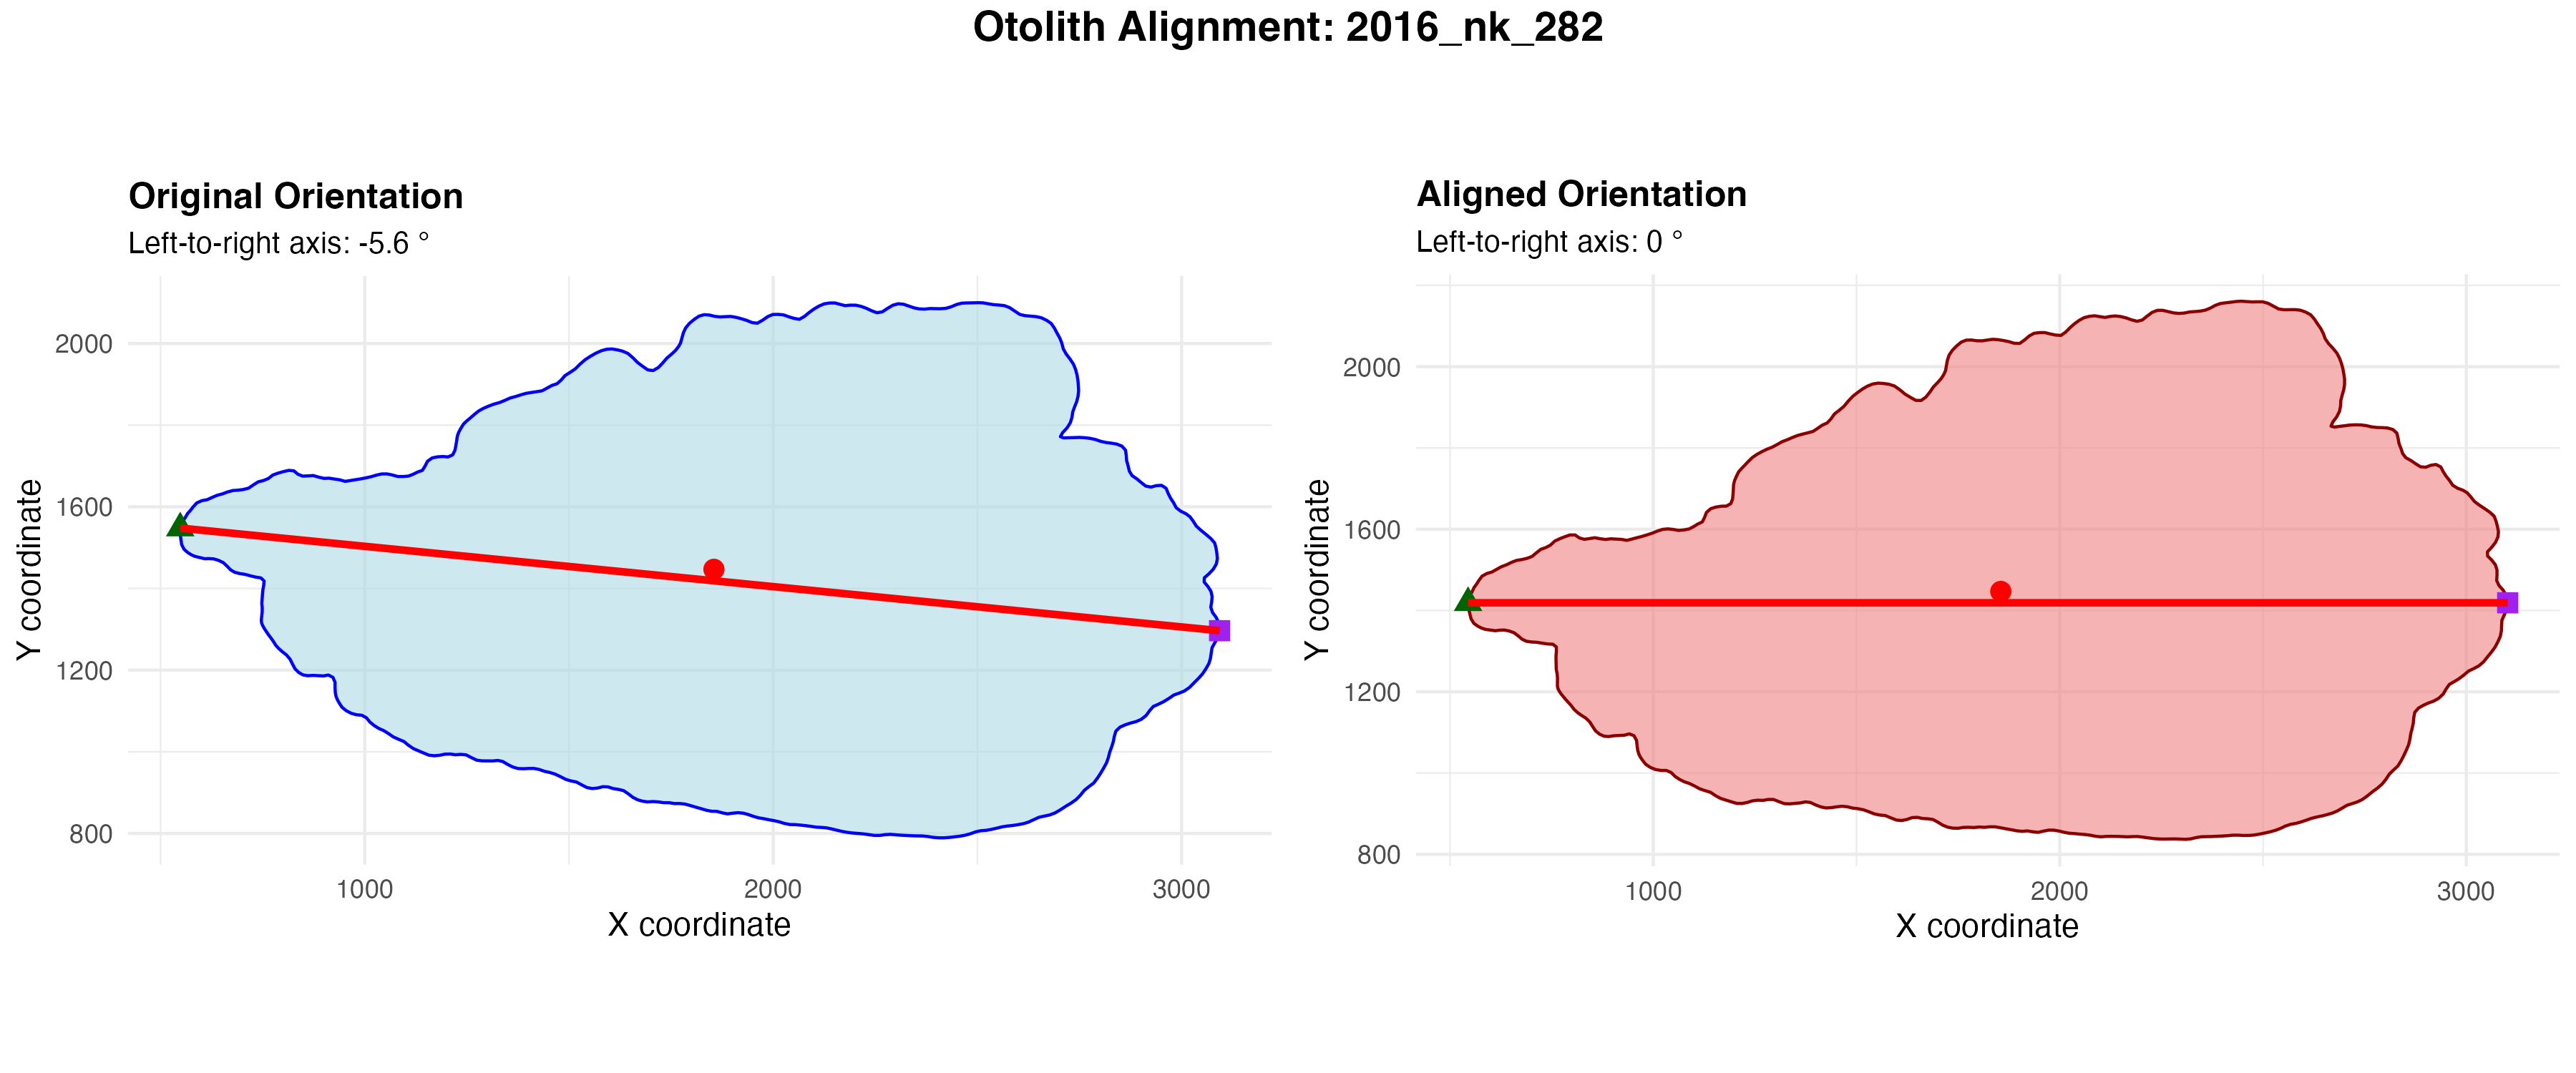 Otolith Alignment: 2016_nk_282
Original Orientation
Left-to-right axis: -5.6 °
Y coordinate
2000
1600
1200
800
1000
2000
3000
X coordinate
Aligned Orientation
Left-to-right axis: 0 °
Y coordinate
2000
1600
1200
800
1000
2000
3000
X coordinate